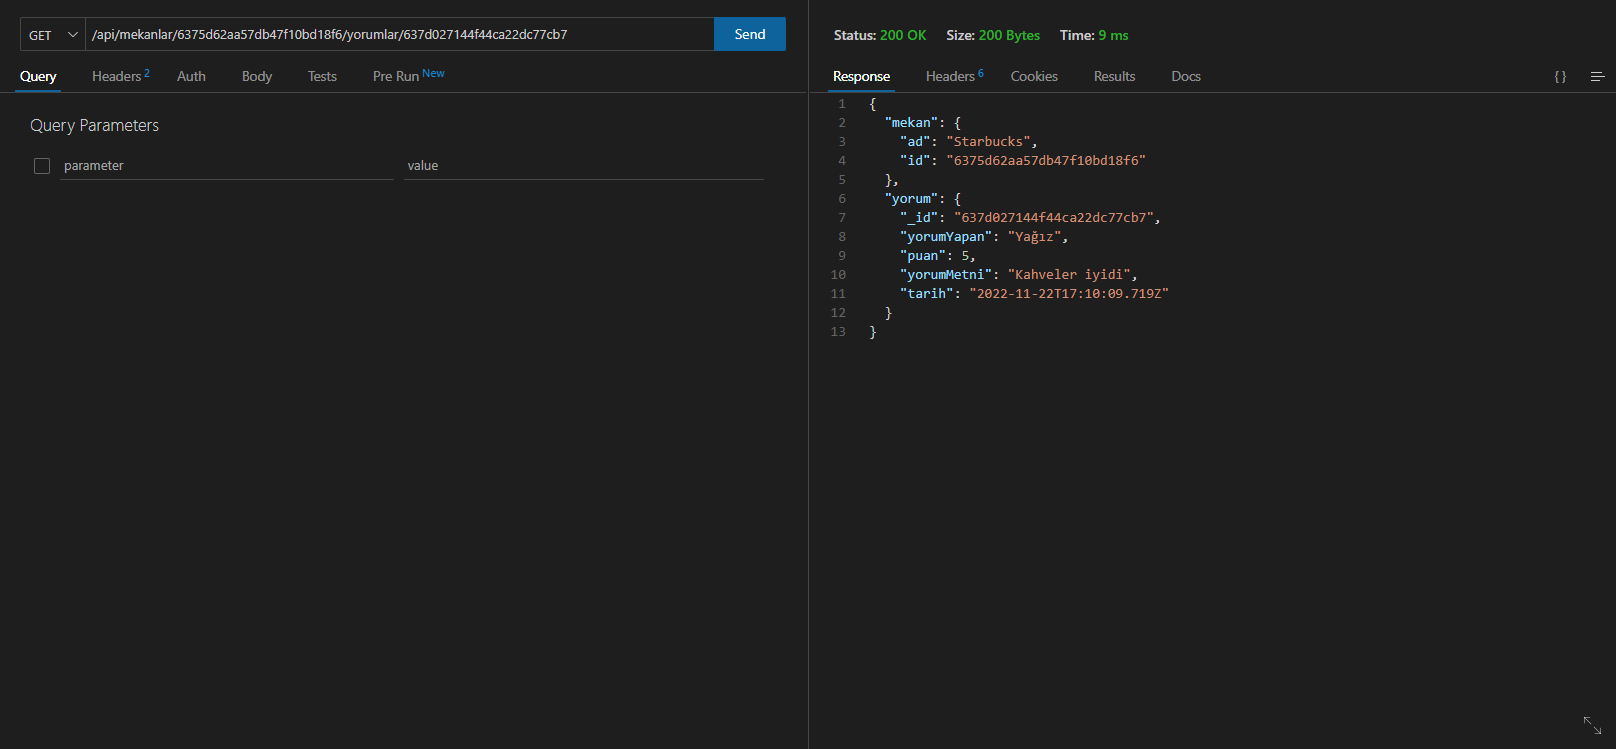 GET /api/mekanlar/6375d62aa57db47f10bd18f6/yorumlar/637d027144f44ca22dc77cb7 Send
Query Headers 2 Auth Body Tests Pre Run New
Query Parameters
parameter value
Status: 200 OK Size: 200 Bytes Time: 9 ms
Response Headers 6 Cookies Results Docs {}
1 {
2 "mekan": {
3 "ad": "Starbucks",
4 "id": "6375d62aa57db47f10bd18f6"
5 },
6 "yorum": {
7 "_id": "637d027144f44ca22dc77cb7",
8 "yorumYapan": "Yağız",
9 "puan": 5,
10 "yorumMetni": "Kahveler iyidi",
11 "tarih": "2022-11-22T17:10:09.719Z"
12 }
13 }